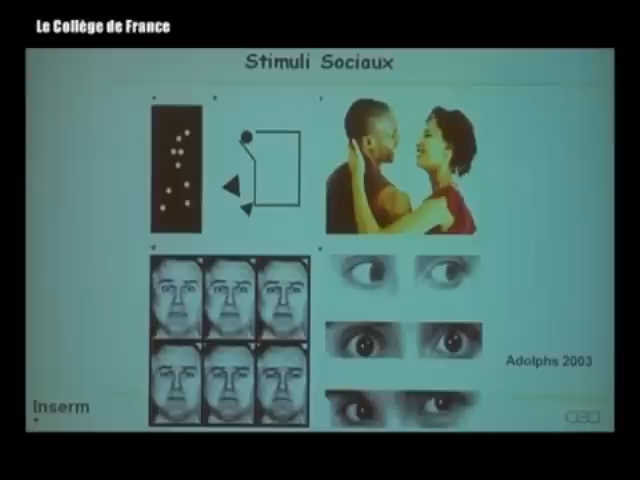 Le Collège de France
Stimuli Sociaux
a b c
d e
Adolphs 2003
Inserm